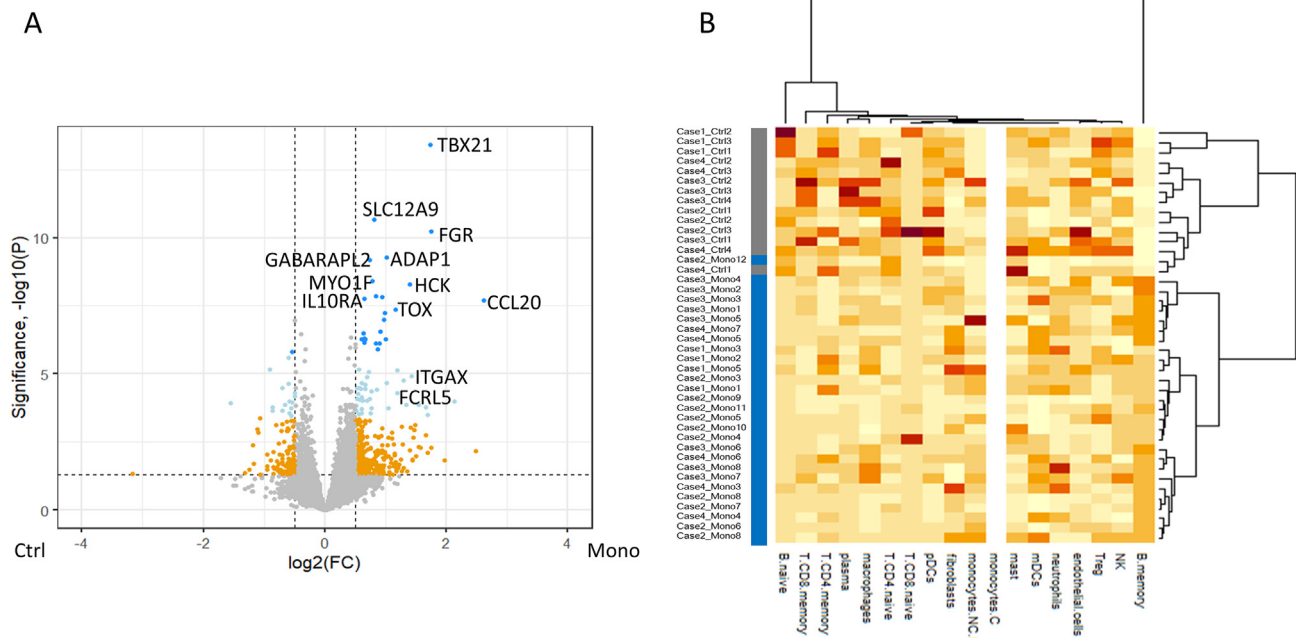 A
B
TBX21
SLC12A9
FGR
GABARAPL2
ADAP1
MYO1F
HCK
IL10RA
CCL20
TOX
ITGAX
FCRL5
10
5
0
Significance, -log10(P)
-4
-2
0
2
4
Ctrl
Mono
log2(FC)
Case1_Ctrl2
Case1_Ctrl3
Case1_Ctrl1
Case4_Ctrl2
Case4_Ctrl3
Case3_Ctrl2
Case3_Ctrl3
Case3_Ctrl4
Case2_Ctrl1
Case2_Ctrl2
Case2_Ctrl3
Case3_Ctrl1
Case4_Ctrl4
Case2_Mono12
Case4_Ctrl1
Case3_Mono4
Case3_Mono2
Case3_Mono3
Case3_Mono1
Case3_Mono5
Case4_Mono7
Case4_Mono5
Case1_Mono3
Case1_Mono2
Case1_Mono5
Case2_Mono3
Case1_Mono1
Case2_Mono9
Case2_Mono11
Case2_Mono5
Case2_Mono10
Case2_Mono4
Case3_Mono6
Case4_Mono6
Case3_Mono8
Case3_Mono7
Case4_Mono3
Case2_Mono8
Case2_Mono7
Case4_Mono4
Case2_Mono6
Case2_Mono8
B.naive
T.CD8.memory
T.CD4.memory
plasma
macrophages
T.CD4.naive
T.CD8.naive
pDCs
fibroblasts
monocytes.NC.
monocytes.C
mast
mDCs
neutrophils
endothelial.cells
Treg
NK
B.memory